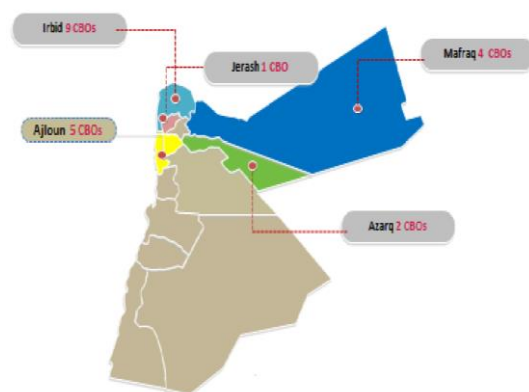 Irbid 9 CBOs
Mafraq 4 CBOs
Jerash 1 CBO
Ajloun 5 CBOs
Azarq 2 CBOs